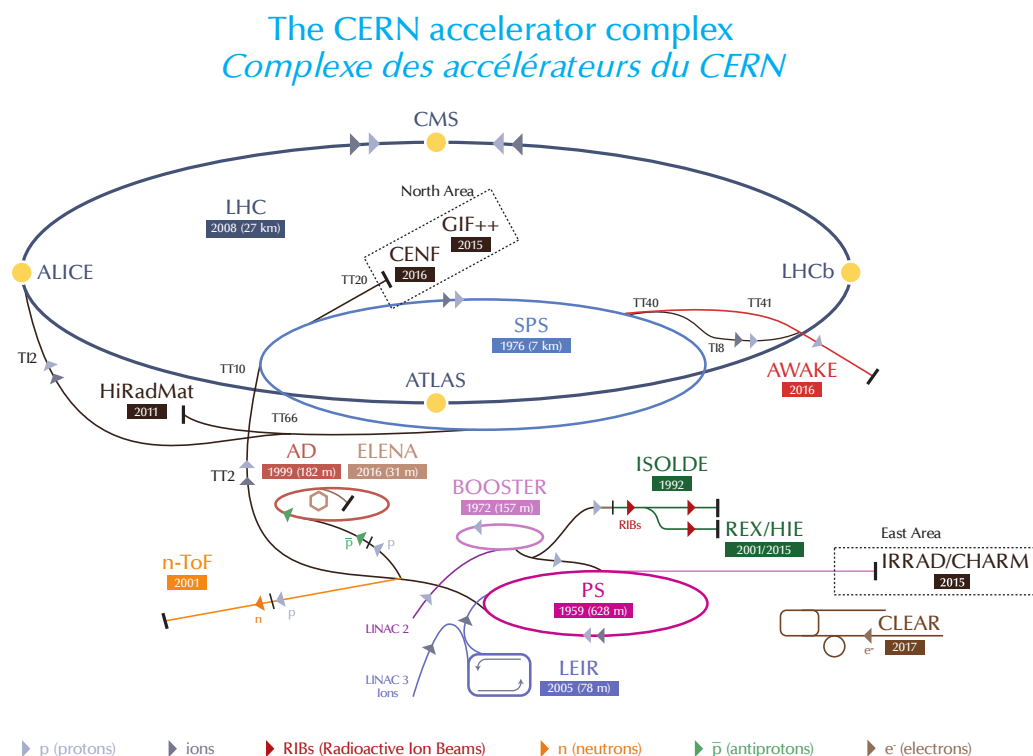 The CERN accelerator complex
Complexe des accélérateurs du CERN
CMS
North Area
LHC
2008 (27 km)
GIF++
2015
CENF
2016
TT20
ALICE
LHCb
TT40
TT41
SPS
1976 (7 km)
TI8
TI2
TT10
AWAKE
2016
HiRadMat
2011
ATLAS
TT66
AD
1999 (182 m)
ELENA
2016 (31 m)
TT2
BOOSTER
1972 (157 m)
ISOLDE
1992
RIBs
REX/HIE
2001/2015
East Area
p̅
p
n-ToF
2001
IRRAD/CHARM
2015
n
p
PS
1959 (628 m)
LINAC 2
CLEAR
2017
e-
LINAC 3
Ions
LEIR
2005 (78 m)
p (protons)
ions
RIBs (Radioactive Ion Beams)
n (neutrons)
p̅ (antiprotons)
e- (electrons)